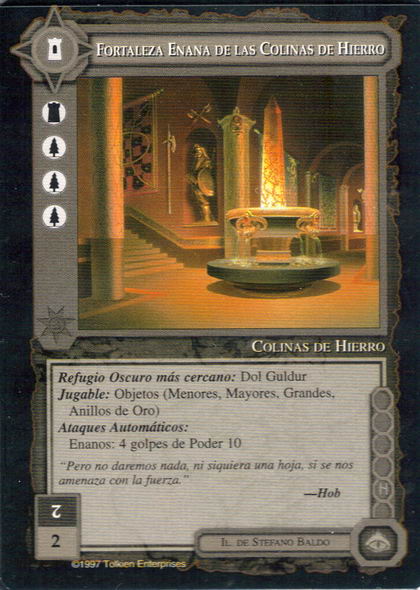 Fortaleza Enana de las Colinas de Hierro
Colinas de Hierro
Refugio Oscuro más cercano: Dol Guldur
Jugable: Objetos (Menores, Mayores, Grandes,
Anillos de Oro)
Ataques Automáticos:
Enanos: 4 golpes de Poder 10
"Pero no daremos nada, ni siquiera una hoja, si se nos
amenaza con la fuerza."
—Hob
H
2
2
Il. de Stefano Baldo
©1997 Tolkien Enterprises